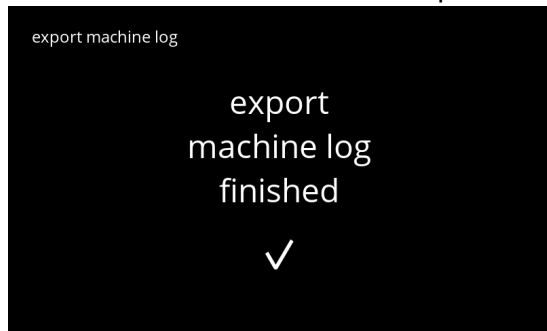 export machine log
export
machine log
finished